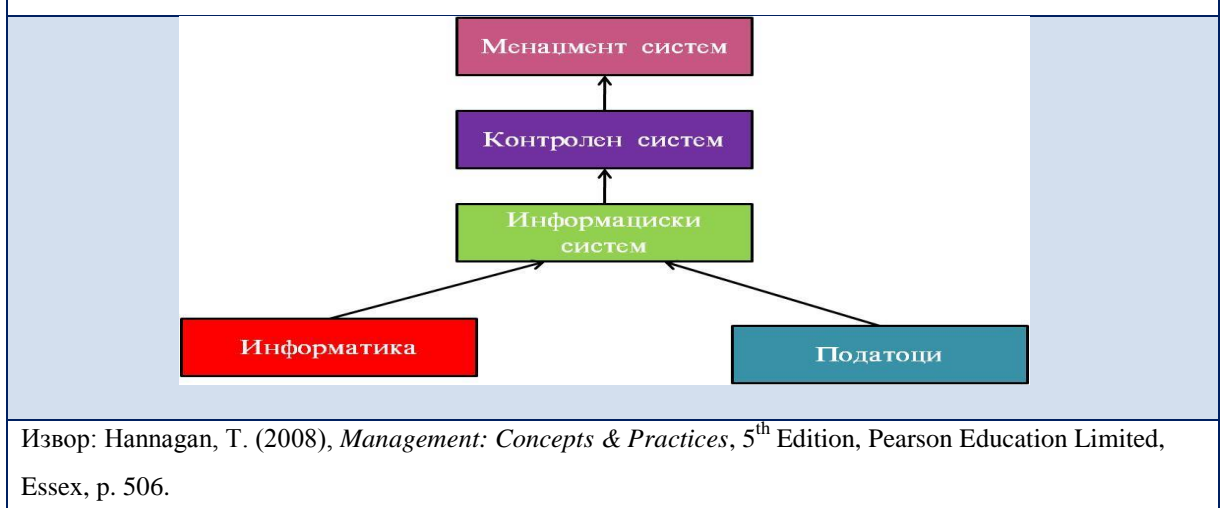 Менаџмент систем
Контролен систем
Информациски
систем
Информатика
Податоци
Извор: Hannagan, T. (2008), Management: Concepts & Practices, 5th Edition, Pearson Education Limited,
Essex, p. 506.